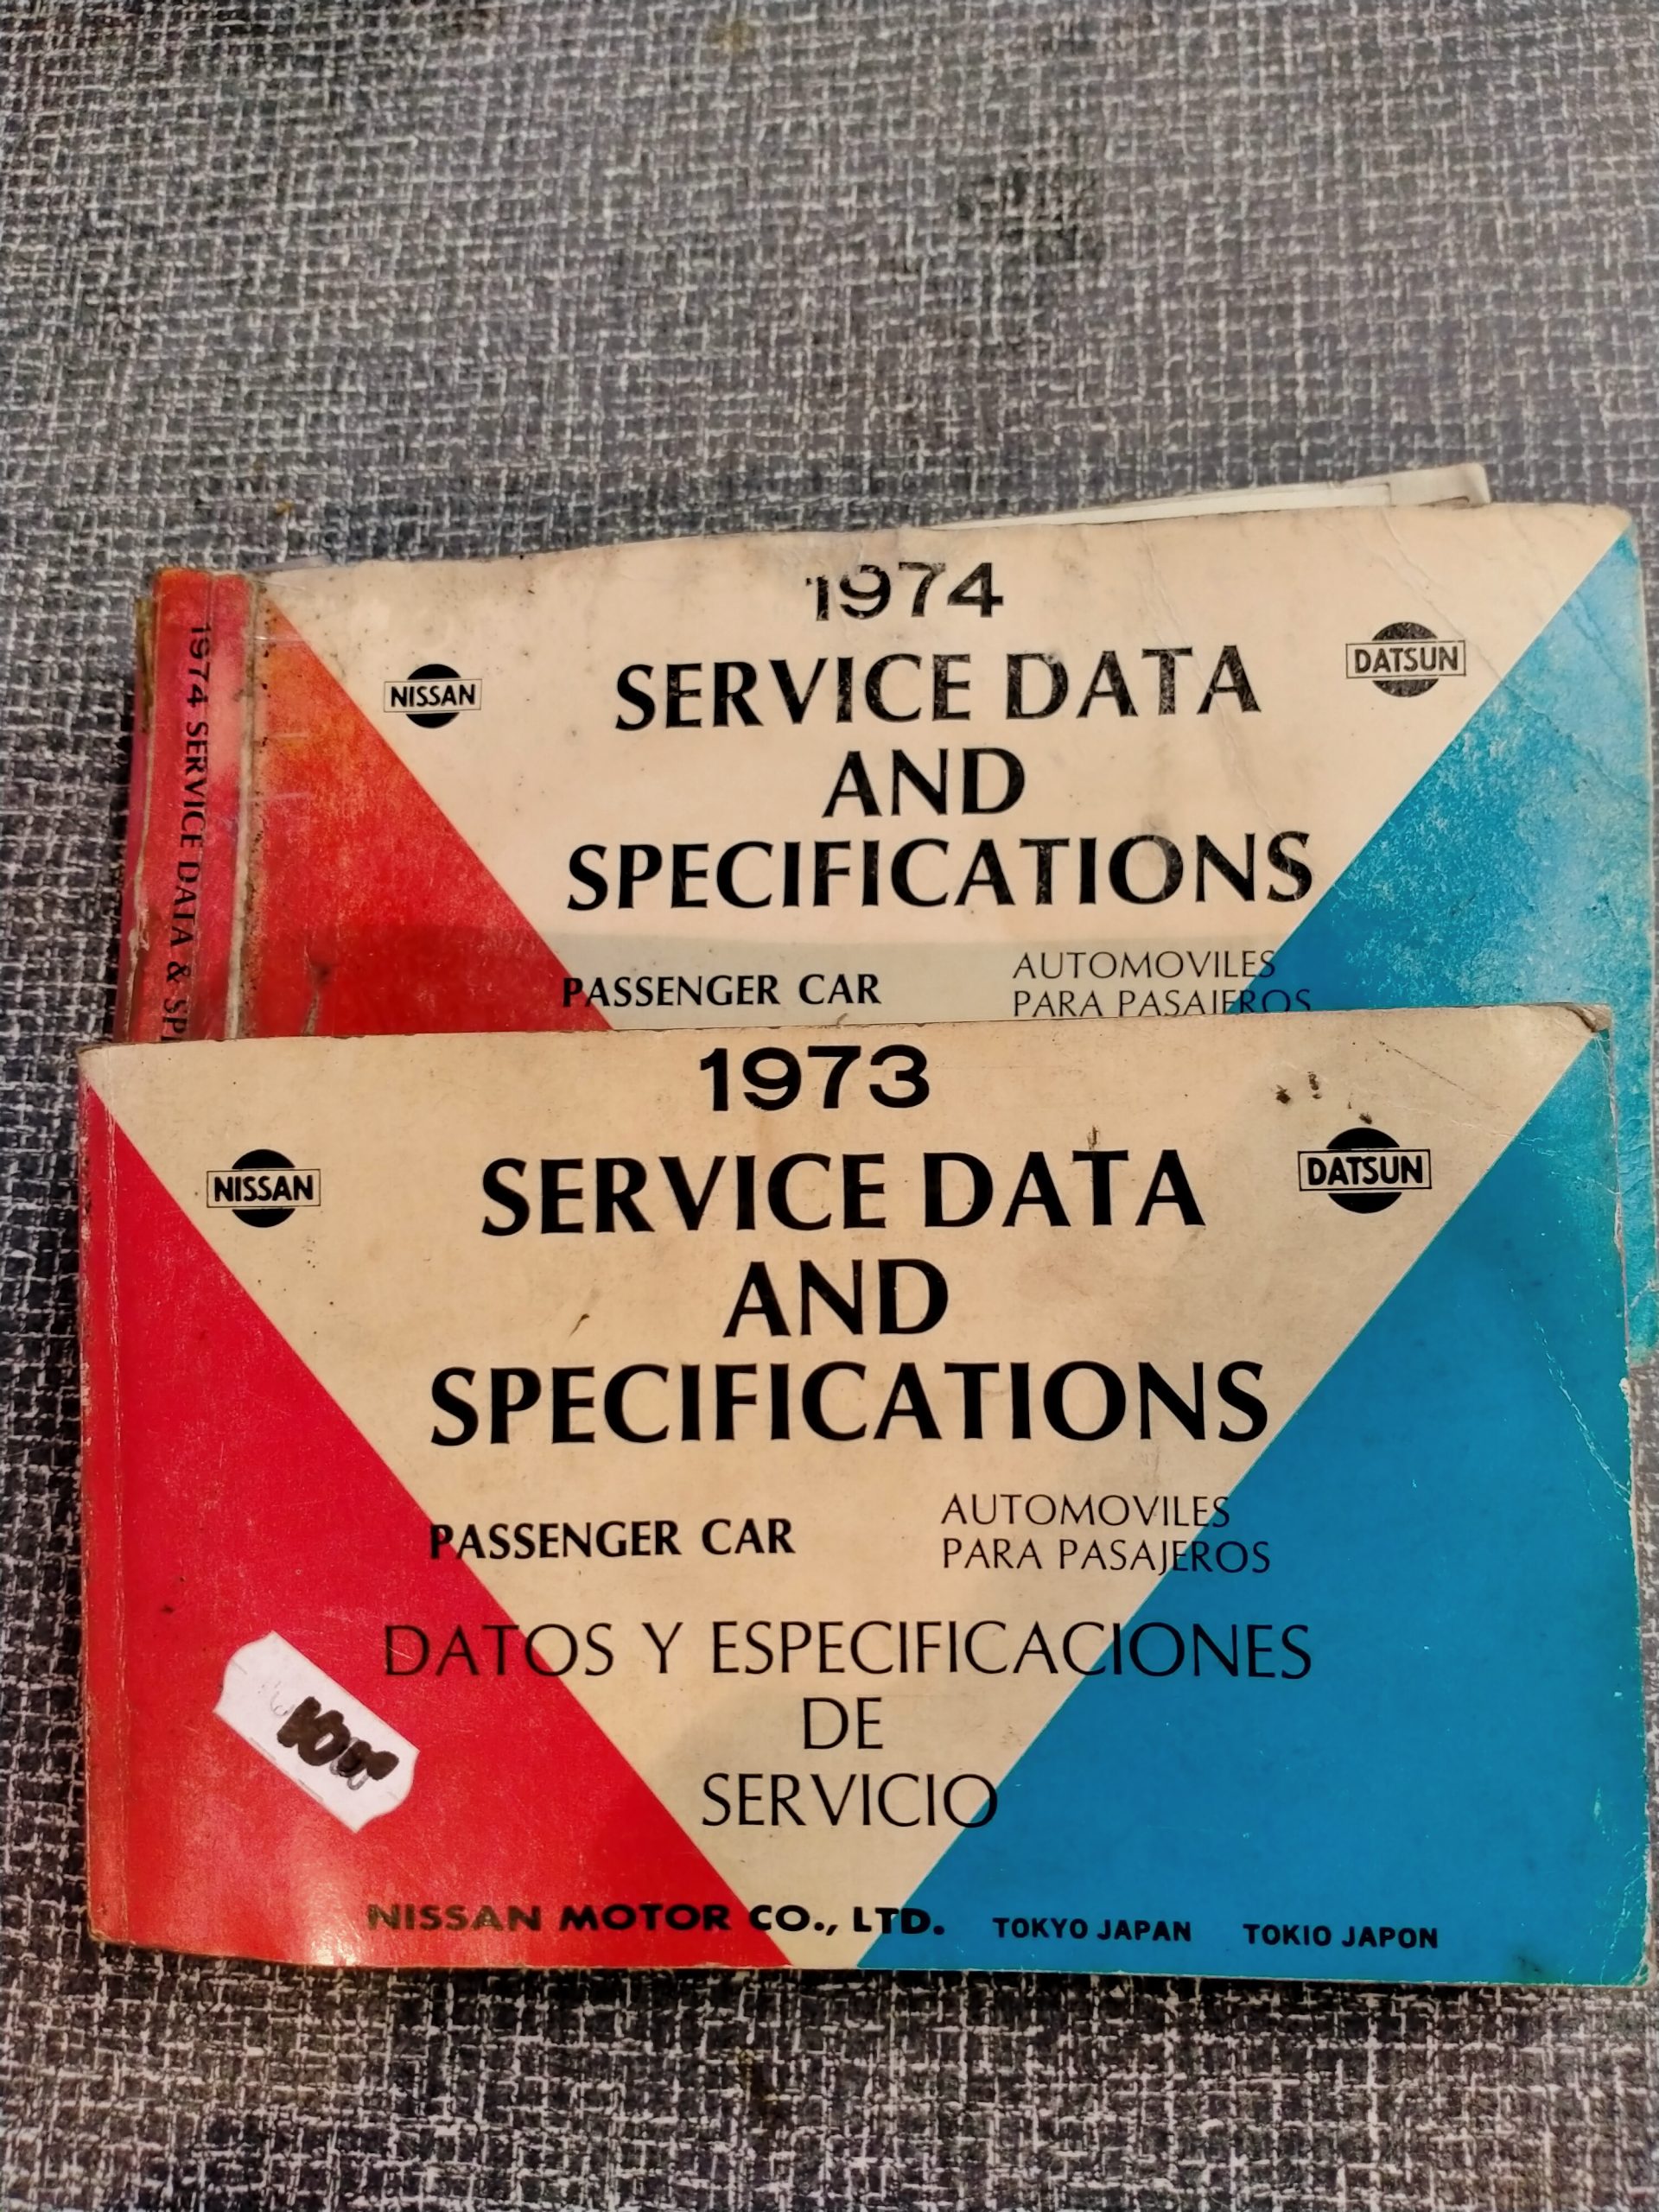 1974
NISSAN
DATSUN
SERVICE DATA
AND
SPECIFICATIONS
PASSENGER CAR
AUTOMOVILES
PARA PASAJEROS
1974 SERVICE DATA &
1973
NISSAN
DATSUN
SERVICE DATA
AND
SPECIFICATIONS
PASSENGER CAR
AUTOMOVILES
PARA PASAJEROS
DATOS Y ESPECIFICACIONES
DE
SERVICIO
NISSAN MOTOR CO., LTD. TOKYO JAPAN TOKIO JAPON